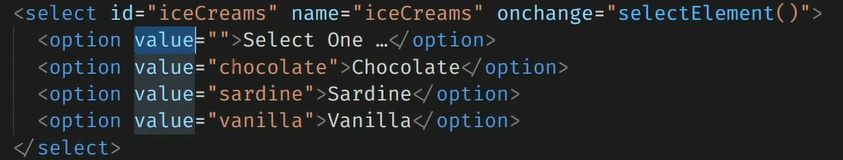 <select id="iceCreams" name="iceCreams" onchange="selectElement()">
<option value="">Select One …</option>
<option value="chocolate">Chocolate</option>
<option value="sardine">Sardine</option>
<option value="vanilla">Vanilla</option>
</select>